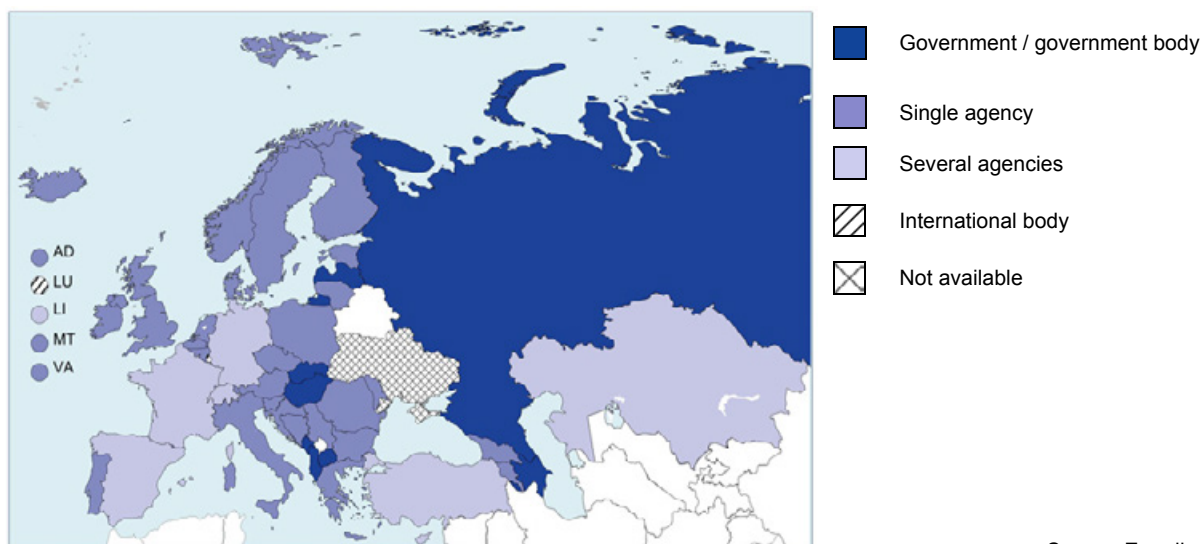 Government / government body
Single agency
Several agencies
International body
Not available
AD
LU
LI
MT
VA